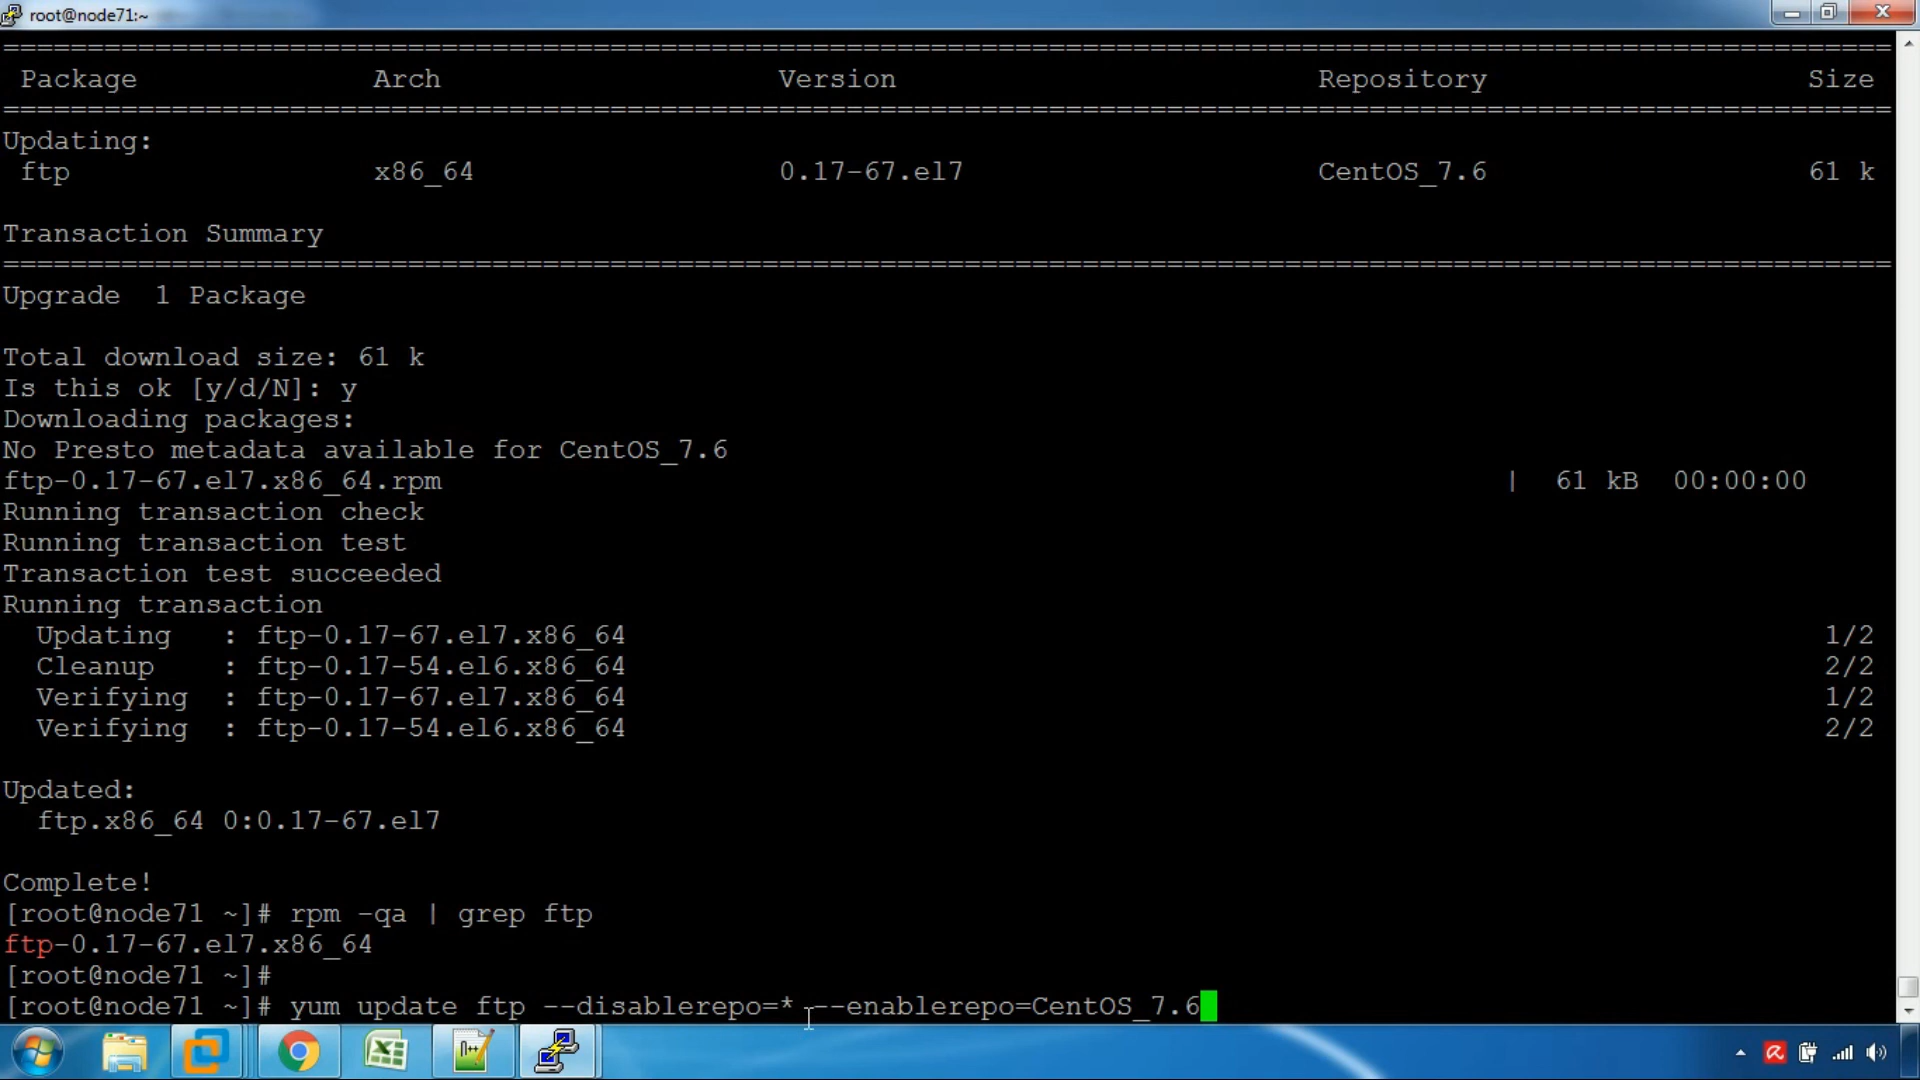 root@node71:~
Package Arch Version Repository Size
Updating:
ftp x86_64 0.17-67.el7 CentOS_7.6 61 k
Transaction Summary
Upgrade  1 Package
Total download size: 61 k
Is this ok [y/d/N]: y
Downloading packages:
No Presto metadata available for CentOS_7.6
ftp-0.17-67.el7.x86_64.rpm | 61 kB 00:00:00
Running transaction check
Running transaction test
Transaction test succeeded
Running transaction
Updating   : ftp-0.17-67.el7.x86_64 1/2
Cleanup    : ftp-0.17-54.el6.x86_64 2/2
Verifying  : ftp-0.17-67.el7.x86_64 1/2
Verifying  : ftp-0.17-54.el6.x86_64 2/2
Updated:
ftp.x86_64 0:0.17-67.el7
Complete!
[root@node71 ~]# rpm -qa | grep ftp
ftp-0.17-67.el7.x86_64
[root@node71 ~]#
[root@node71 ~]# yum update ftp --disablerepo=* --enablerepo=CentOS_7.6